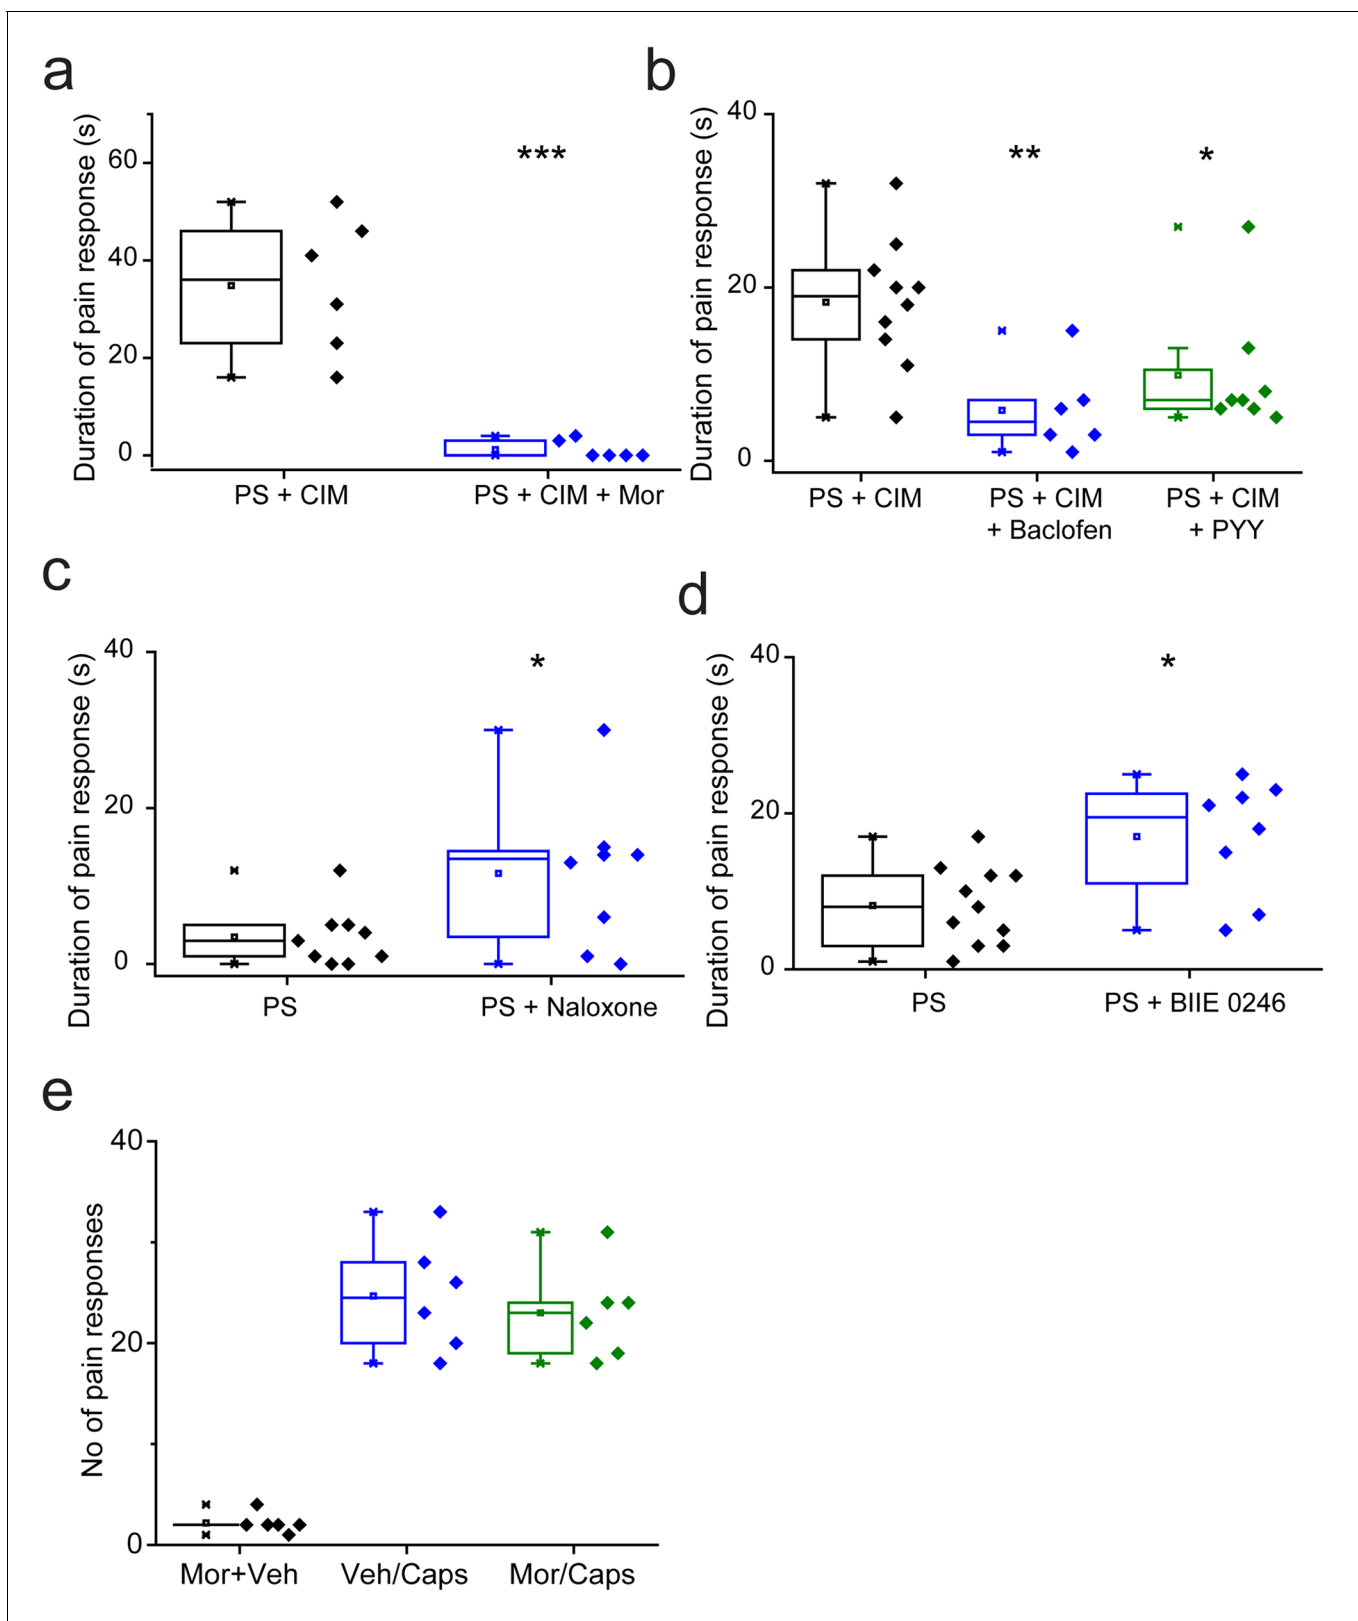 a
Duration of pain response (s)
60
40
20
0
***
PS + CIM
PS + CIM + Mor
b
Duration of pain response (s)
40
20
0
**
*
PS + CIM
PS + CIM
+ Baclofen
PS + CIM
+ PYY
c
Duration of pain response (s)
40
20
0
*
PS
PS + Naloxone
d
Duration of pain response (s)
40
20
0
*
PS
PS + BIIE 0246
e
No of pain responses
40
20
0
Mor+Veh
Veh/Caps
Mor/Caps